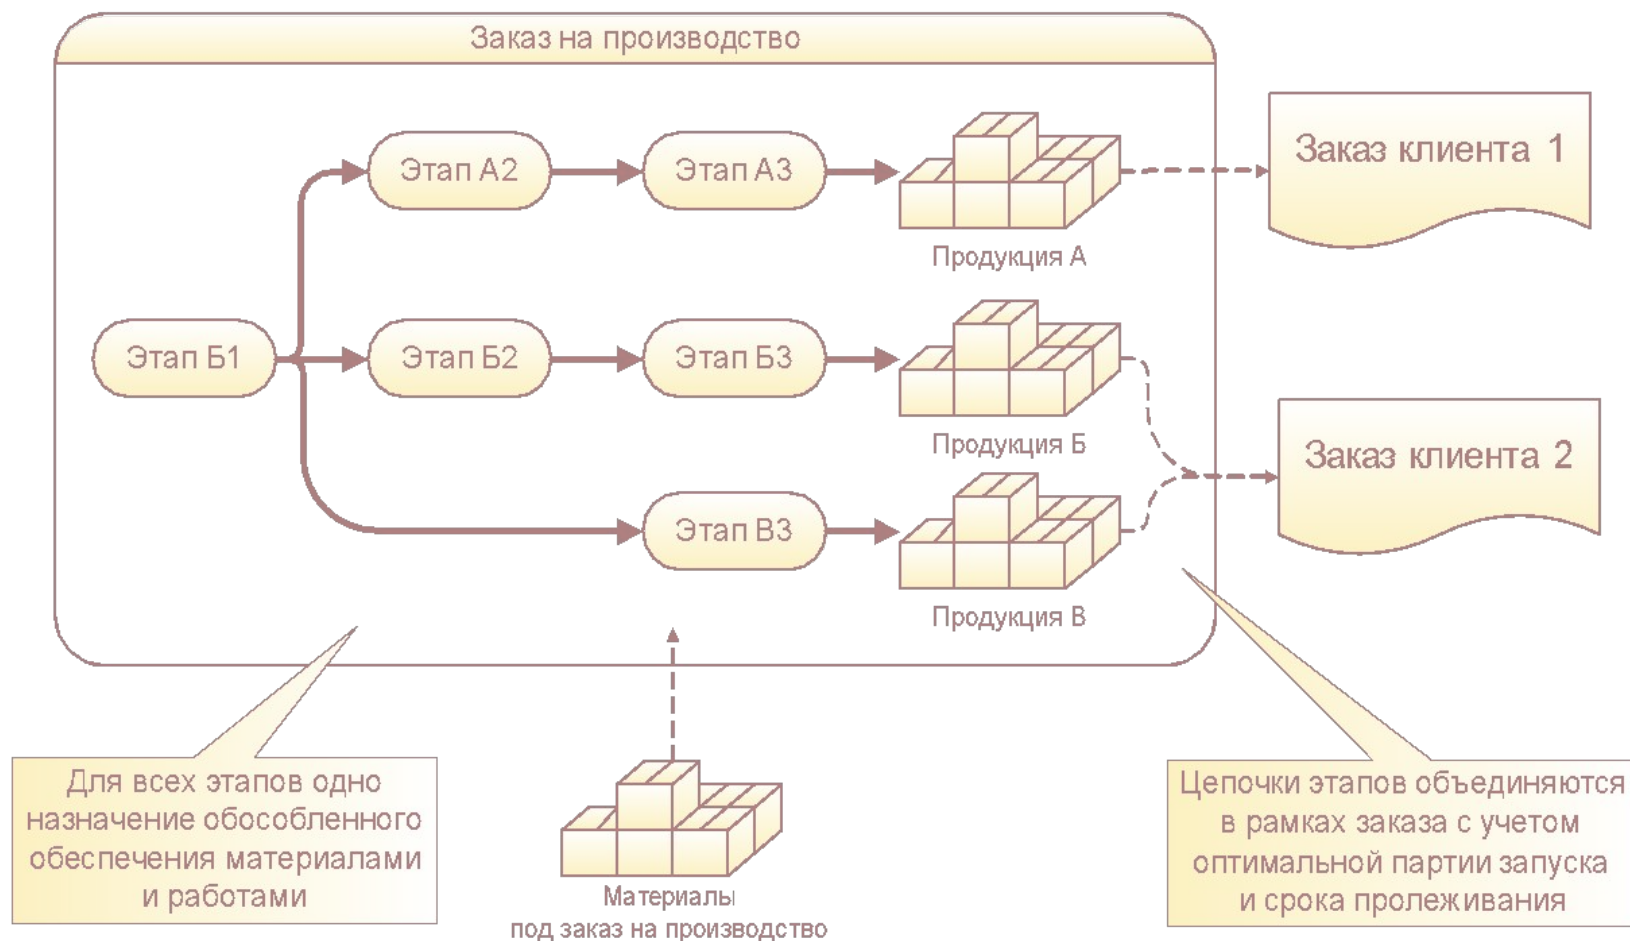 Заказ на производство
Этап А2
Этап А3
Продукция А
Заказ клиента 1
Этап Б1
Этап Б2
Этап Б3
Продукция Б
Заказ клиента 2
Этап В3
Продукция В
Для всех этапов одно
назначение обособленного
обеспечения материалами
и работами
Материалы
под заказ на производство
Цепочки этапов объединяются
в рамках заказа с учетом
оптимальной партии запуска
и срока пролеживания